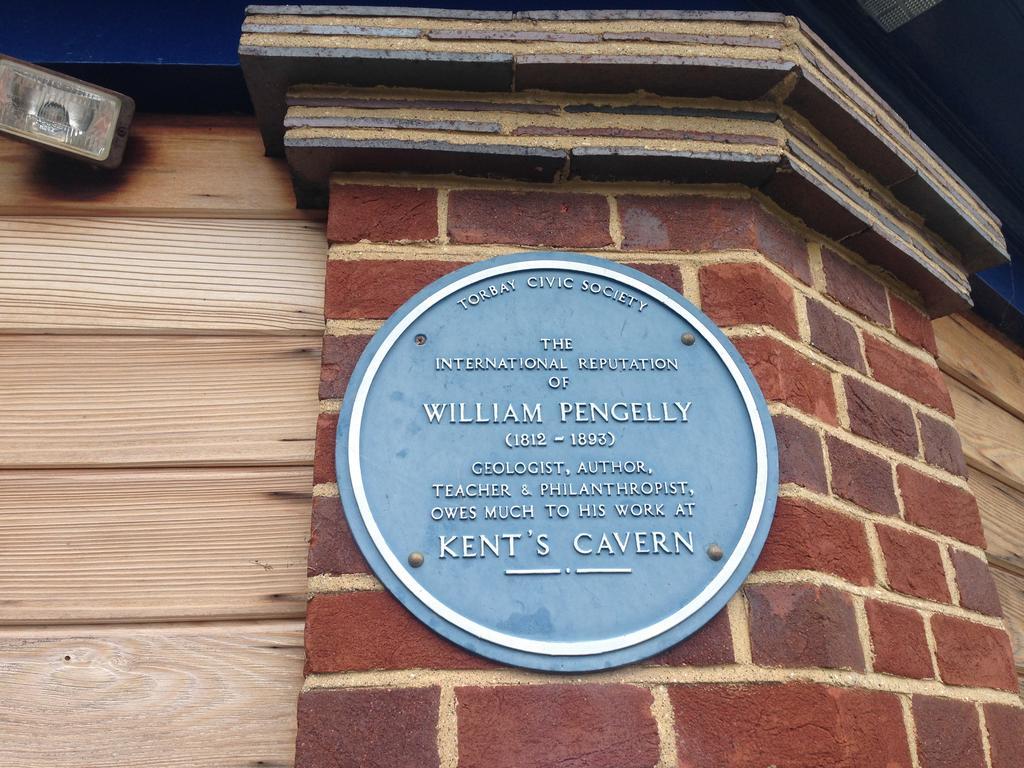 TORBAY CIVIC SOCIETY
THE
INTERNATIONAL REPUTATION
OF
WILLIAM PENGELLY
(1812 - 1893)
GEOLOGIST, AUTHOR,
TEACHER & PHILANTHROPIST,
OWES MUCH TO HIS WORK AT
KENT'S CAVERN